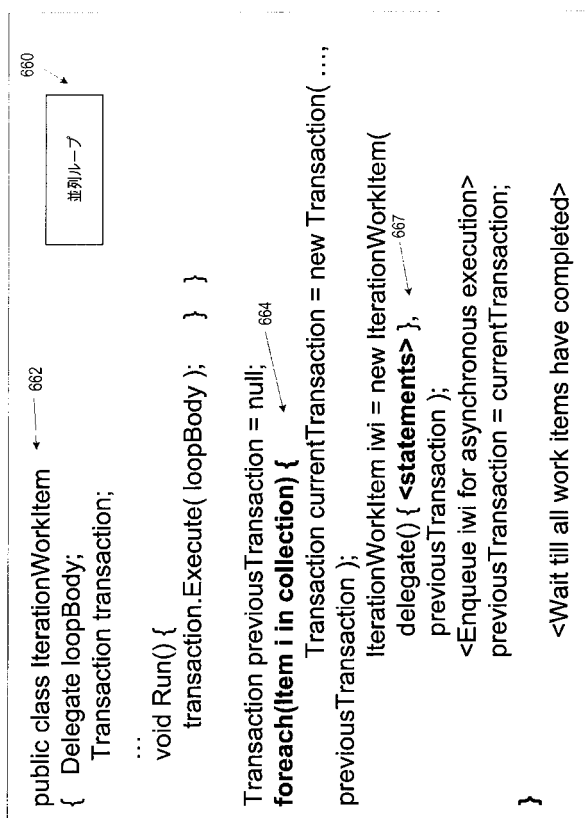 660
並列ループ
public class IterationWorkItem
662
{ Delegate loopBody;
Transaction transaction;
...
void Run() {
transaction.Execute( loopBody ); } }
Transaction previousTransaction = null;
664
foreach(Item i in collection) {
Transaction currentTransaction = new Transaction( ...,
previousTransaction );
IterationWorkItem iwi = new IterationWorkItem(
delegate() { <statements> },
667
previousTransaction );
<Enqueue iwi for asynchronous execution>
previousTransaction = currentTransaction;
}
<Wait till all work items have completed>